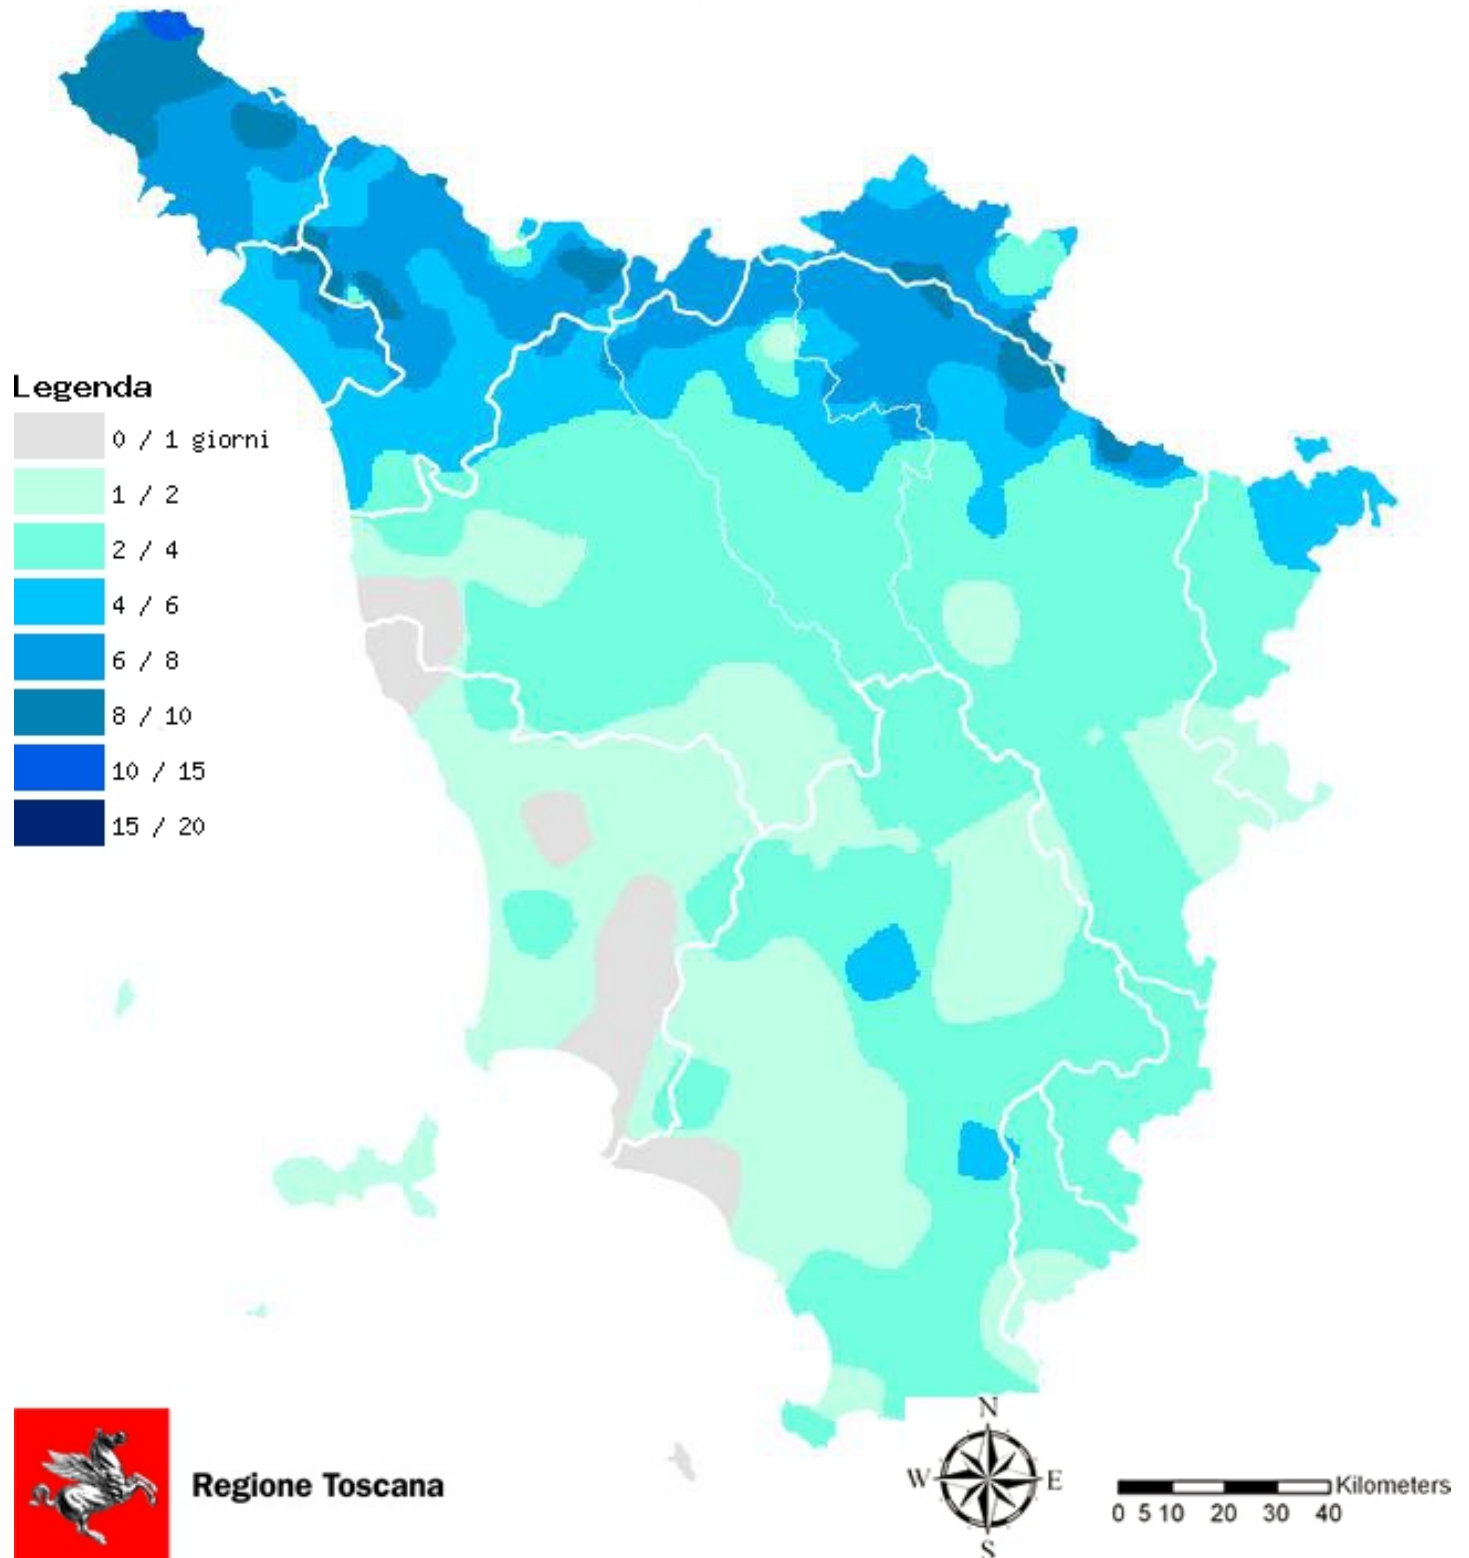 Legenda
0 / 1 giorni
1 / 2
2 / 4
4 / 6
6 / 8
8 / 10
10 / 15
15 / 20
Regione Toscana
N
W E
S
Kilometers
0 5 10 20 30 40